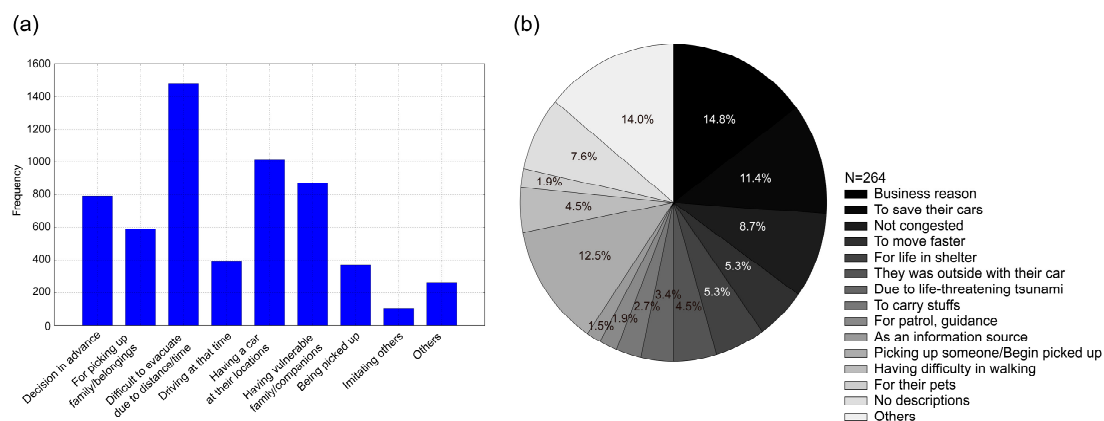 (a)
1600
1400
1200
1000
800
600
400
200
0
Frequency
Decision in advance
For picking up
family/belongings
Difficult to evacuate
due to distance/time
Driving at that time
Having a car
at their locations
Having vulnerable
family/companions
Being picked up
Imitating others
Others
(b)
14.8%
11.4%
8.7%
5.3%
5.3%
4.5%
3.4%
2.7%
1.9%
1.5%
12.5%
4.5%
1.9%
7.6%
14.0%
N=264
Business reason
To save their cars
Not congested
To move faster
For life in shelter
They was outside with their car
Due to life-threatening tsunami
To carry stuffs
For patrol, guidance
As an information source
Picking up someone/Begin picked up
Having difficulty in walking
For their pets
No descriptions
Others